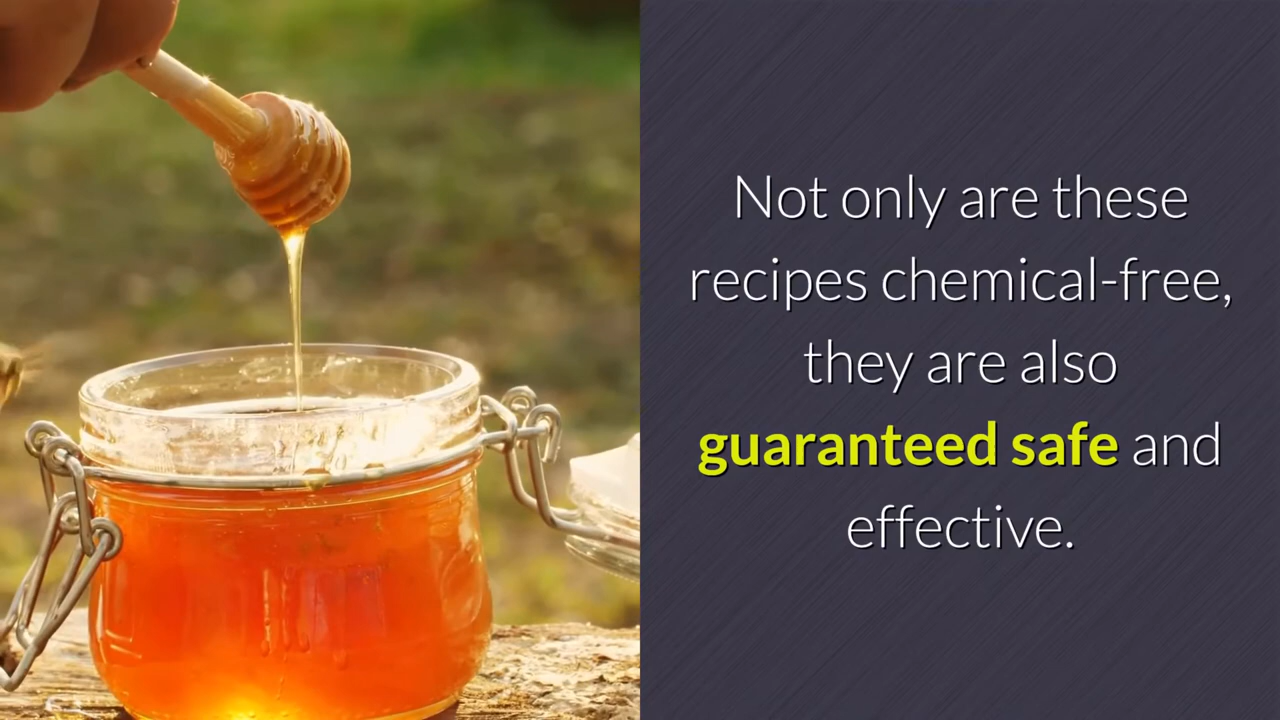 Not only are these
recipes chemical-free,
they are also
guaranteed safe and
effective.